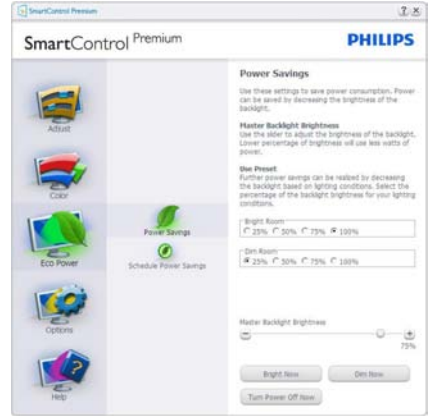 SmartControl Premium
SmartControl Premium
PHILIPS
Adjust
Color
Eco Power
Options
Help
Power Savings
Schedule Power Savings
Power Savings
Use these settings to save power consumption. Power
can be saved by decreasing the brightness of the
backlight.
Master Backlight Brightness
Use the slider to adjust the brightness of the backlight.
Lower percentage of brightness will use less watts of
power.
Use Preset
Further power savings can be realized by decreasing
the backlight based on lighting conditions. Select the
percentage of the backlight brightness for your lighting
conditions.
Bright Room
25% 50% 75% 100%
Dim Room
25% 50% 75% 100%
Master Backlight Brightness
75%
Bright Now Dim Now
Turn Power Off Now